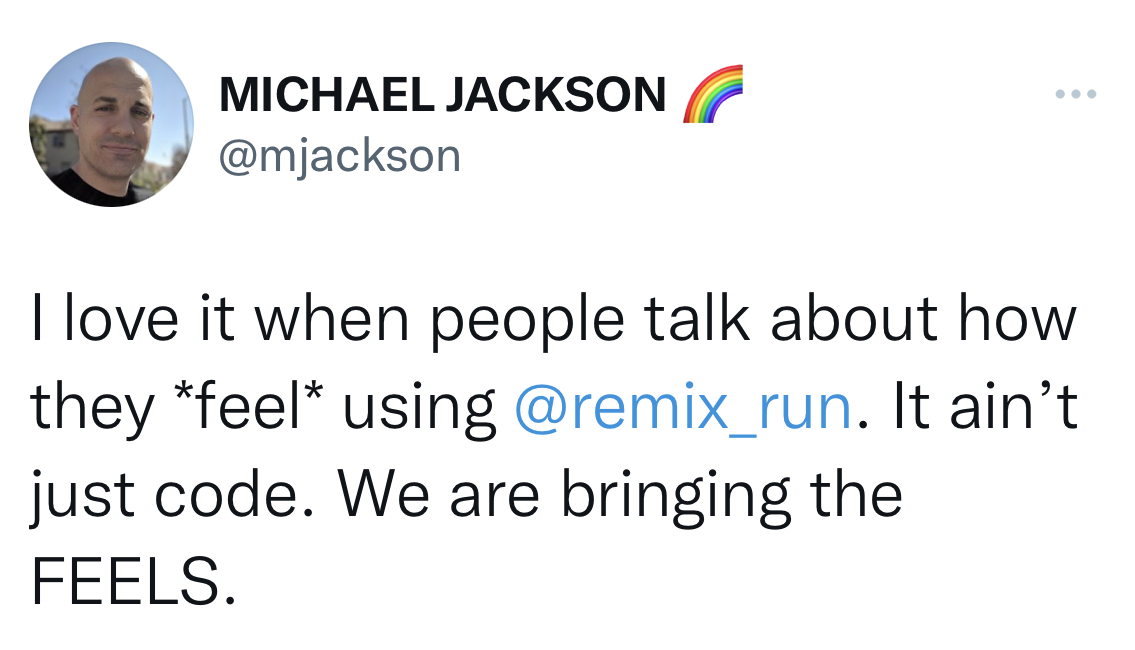 MICHAEL JACKSON 🌈
@mjackson
I love it when people talk about how
they *feel* using @remix_run. It ain’t
just code. We are bringing the
FEELS.